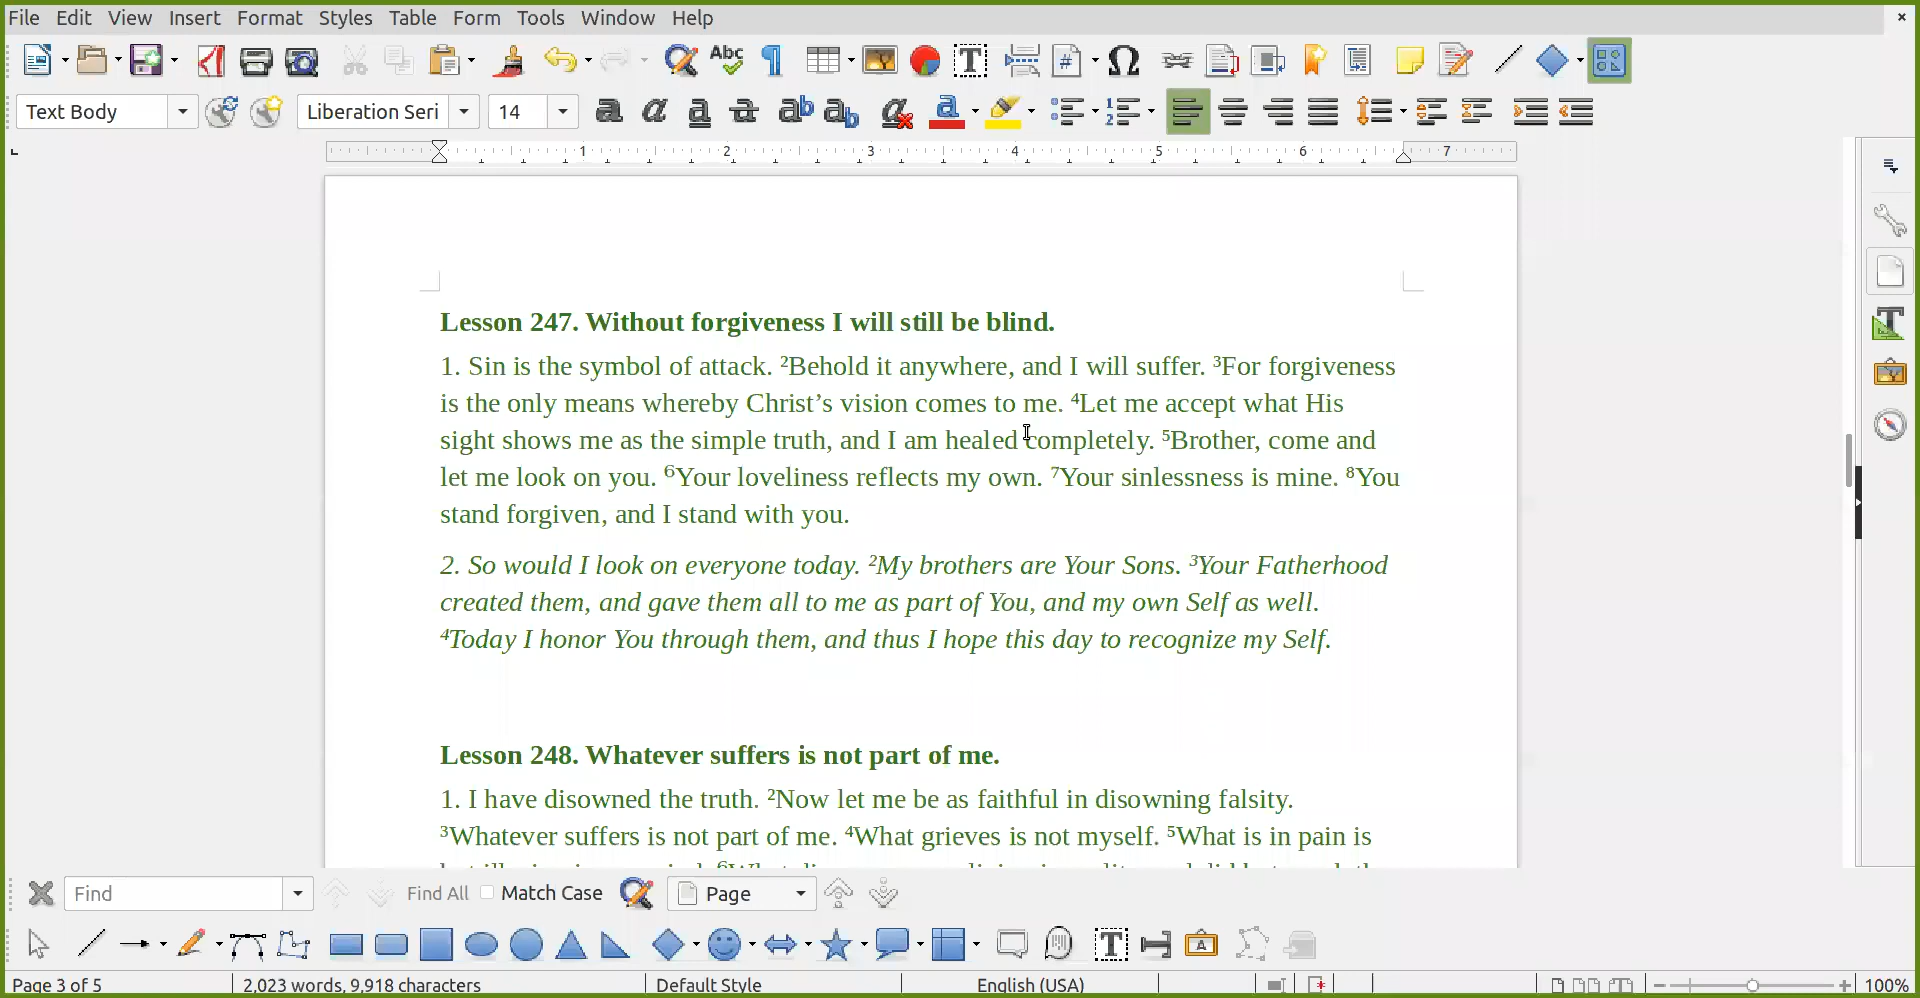 File Edit View Insert Format Styles Table Form Tools Window Help
Text Body Liberation Seri 14
1 2 3 4 5 6 7
Lesson 247. Without forgiveness I will still be blind.
1. Sin is the symbol of attack. ²Behold it anywhere, and I will suffer. ³For forgiveness
is the only means whereby Christ’s vision comes to me. ⁴Let me accept what His
sight shows me as the simple truth, and I am healed completely. ⁵Brother, come and
let me look on you. ⁶Your loveliness reflects my own. ⁷Your sinlessness is mine. ⁸You
stand forgiven, and I stand with you.
2. So would I look on everyone today. ²My brothers are Your Sons. ³Your Fatherhood
created them, and gave them all to me as part of You, and my own Self as well.
⁴Today I honor You through them, and thus I hope this day to recognize my Self.
Lesson 248. Whatever suffers is not part of me.
1. I have disowned the truth. ²Now let me be as faithful in disowning falsity.
³Whatever suffers is not part of me. ⁴What grieves is not myself. ⁵What is in pain is
Find Find All Match Case Page
Page 3 of 5 2,023 words, 9,918 characters Default Style English (USA) 100%